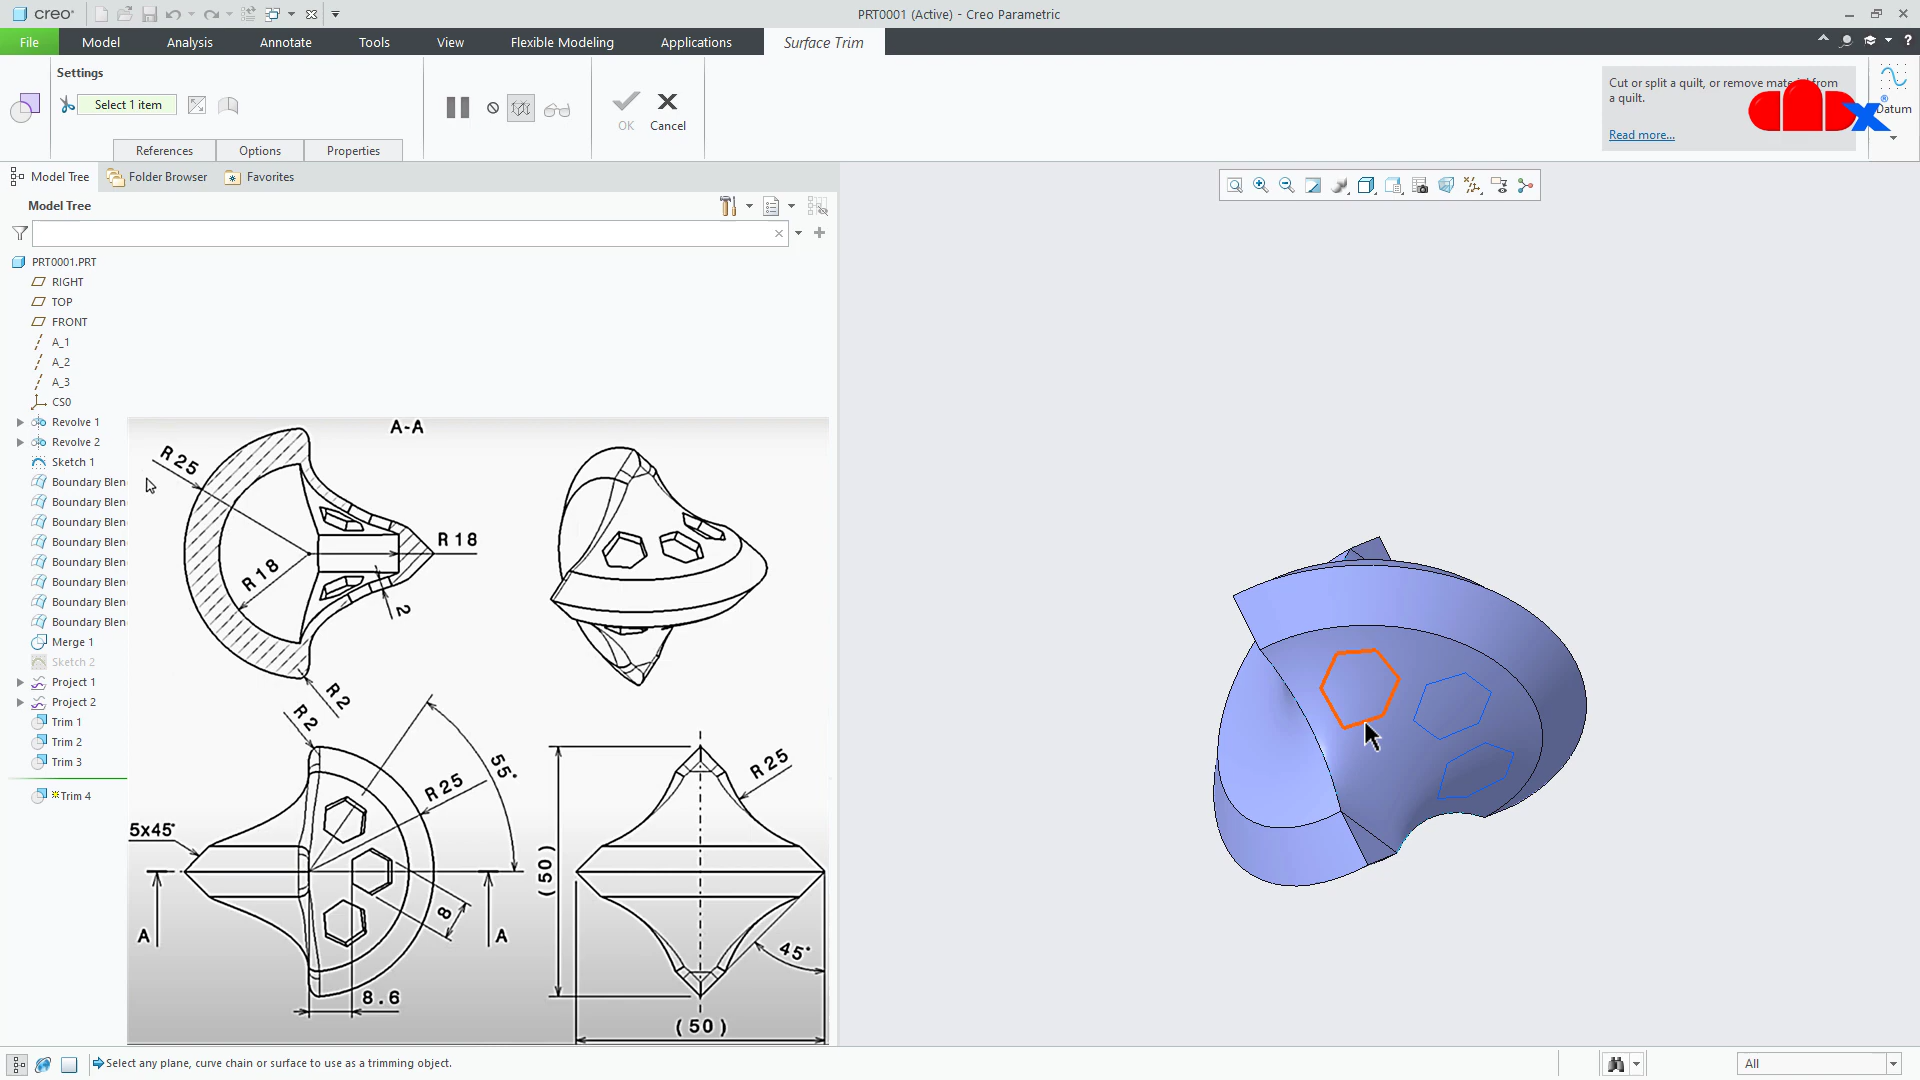 creo
PRT0001 (Active) - Creo Parametric
File
Model
Analysis
Annotate
Tools
View
Flexible Modeling
Applications
Surface Trim
Settings
Select 1 item
OK
Cancel
References
Options
Properties
Cut or split a quilt, or remove material from
a quilt.
Read more...
Datum
Model Tree
Folder Browser
Favorites
Model Tree
PRT0001.PRT
RIGHT
TOP
FRONT
A_1
A_2
A_3
CS0
Revolve 1
Revolve 2
Sketch 1
Boundary Blen
Boundary Blen
Boundary Blen
Boundary Blen
Boundary Blen
Boundary Blen
Boundary Blen
Boundary Blen
Merge 1
Sketch 2
Project 1
Project 2
Trim 1
Trim 2
Trim 3
Trim 4
A-A
R25
R18
R18
2
R2
R2
55°
R25
5x45°
A
A
8
8.6
(50)
R25
45°
(50)
Select any plane, curve chain or surface to use as a trimming object.
All